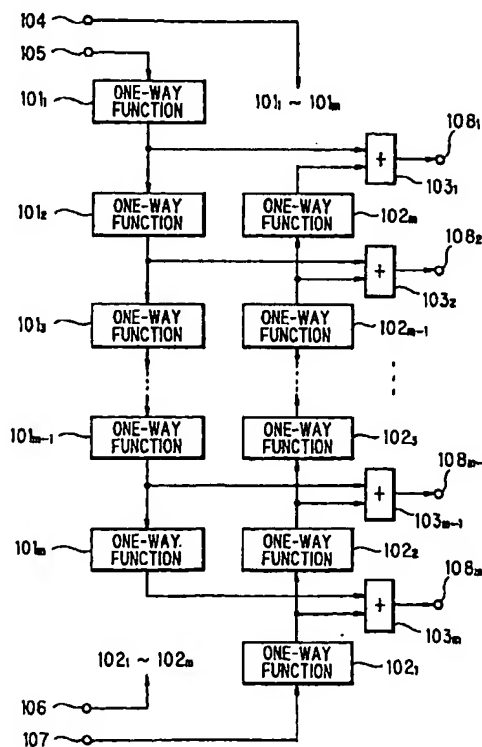 104
105
101₁
ONE-WAY FUNCTION
101₁ ~ 101m
108₁
+
103₁
101₂
ONE-WAY FUNCTION
ONE-WAY FUNCTION
102m
108₂
+
103₂
101₃
ONE-WAY FUNCTION
ONE-WAY FUNCTION
102m-1
101m-1
ONE-WAY FUNCTION
ONE-WAY FUNCTION
102₃
+
103m-1
101m
ONE-WAY. FUNCTION
ONE-WAY FUNCTION
102₂
+
103m
102₁ ~ 102m
ONE-WAY FUNCTION
102₁
106
107